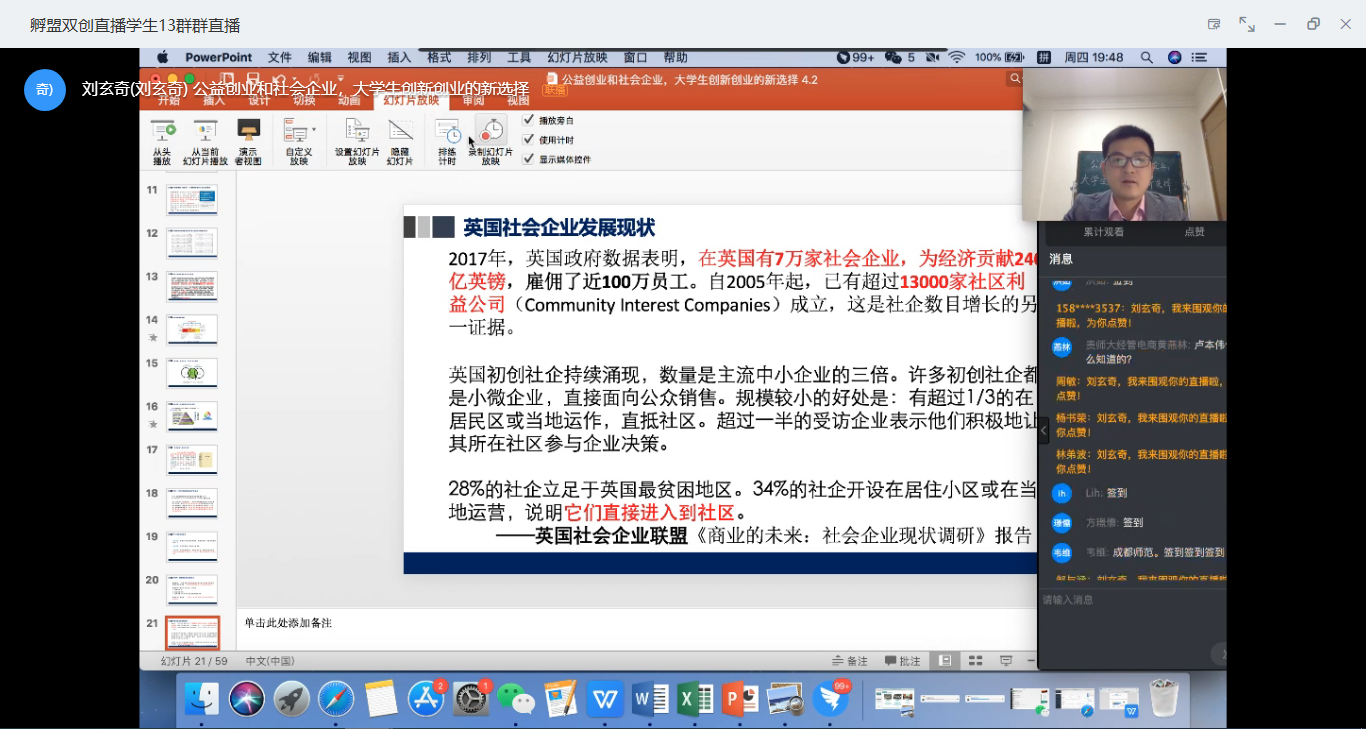 孵盟双创直播学生13群群直播
PowerPoint 文件 编辑 视图 插入 格式 排列 工具 幻灯片放映 窗口 帮助
99+ 5 100% 拼 周四 19:48
奇)
刘玄奇(刘玄奇) 公益创业和社会企业，大学生创新创业的新选择
公益创业和社会企业，大学生创新创业的新选择 4.2
开始 插入 设计 切换 动画 幻灯片放映 审阅 视图
从头
播放
从当前
幻灯片播放
演示
者视图
自定义
放映
设置幻灯片
放映
隐藏
幻灯片
排练
计时
录制幻灯片
放映
播放旁白
使用计时
显示媒体控件
11
12
13
14
15
16
17
18
19
20
21
英国社会企业发展现状
2017年，英国政府数据表明，在英国有7万家社会企业，为经济贡献240
亿英镑，雇佣了近100万员工。自2005年起，已有超过13000家社区利
益公司（Community Interest Companies）成立，这是社企数目增长的另
一证据。
英国初创社企持续涌现，数量是主流中小企业的三倍。许多初创社企都
是小微企业，直接面向公众销售。规模较小的好处是：有超过1/3的在
居民区或当地运作，直抵社区。超过一半的受访企业表示他们积极地让
其所在社区参与企业决策。
28%的社企立足于英国最贫困地区。34%的社企开设在居住小区或在当
地运营，说明它们直接进入到社区。
——英国社会企业联盟《商业的未来：社会企业现状调研》报告
单击此处添加备注
幻灯片 21 / 59 中文(中国)
备注 批注
累计观看 点赞
消息
签到
158****3537：刘玄奇，我来围观你的
播啦，为你点赞！
燕林
贵师大经管电商黄燕林：卢本伟
么知道的?
周敏：刘玄奇，我来围观你的直播啦，
点赞！
杨书荣：刘玄奇，我来围观你的直播啦
你点赞！
林弟波：刘玄奇，我来围观你的直播啦
你点赞！
ih Lih: 签到
签到
韦维 韦维: 成都师范。签到签到签到
请输入消息
2
1
99+